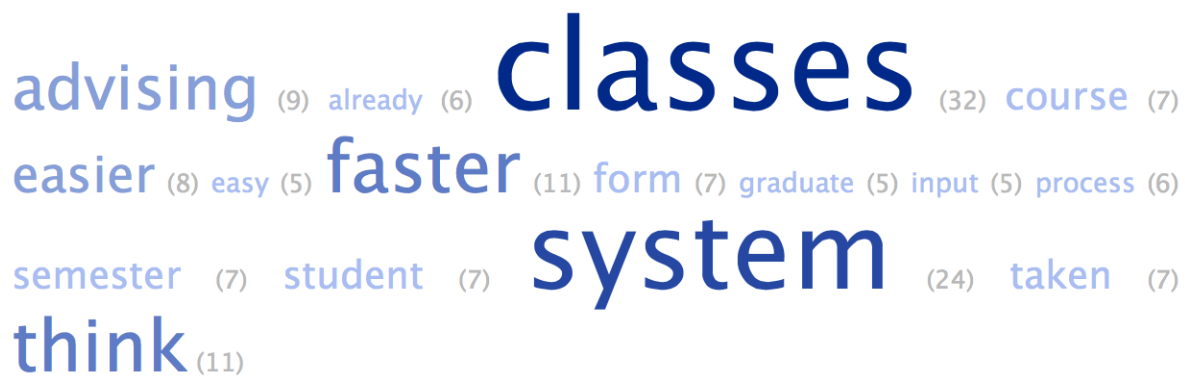 advising (9) already (6) classes (32) course (7)
easier (8) easy (5) faster (11) form (7) graduate (5) input (5) process (6)
semester (7) student (7) system (24) taken (7)
think (11)